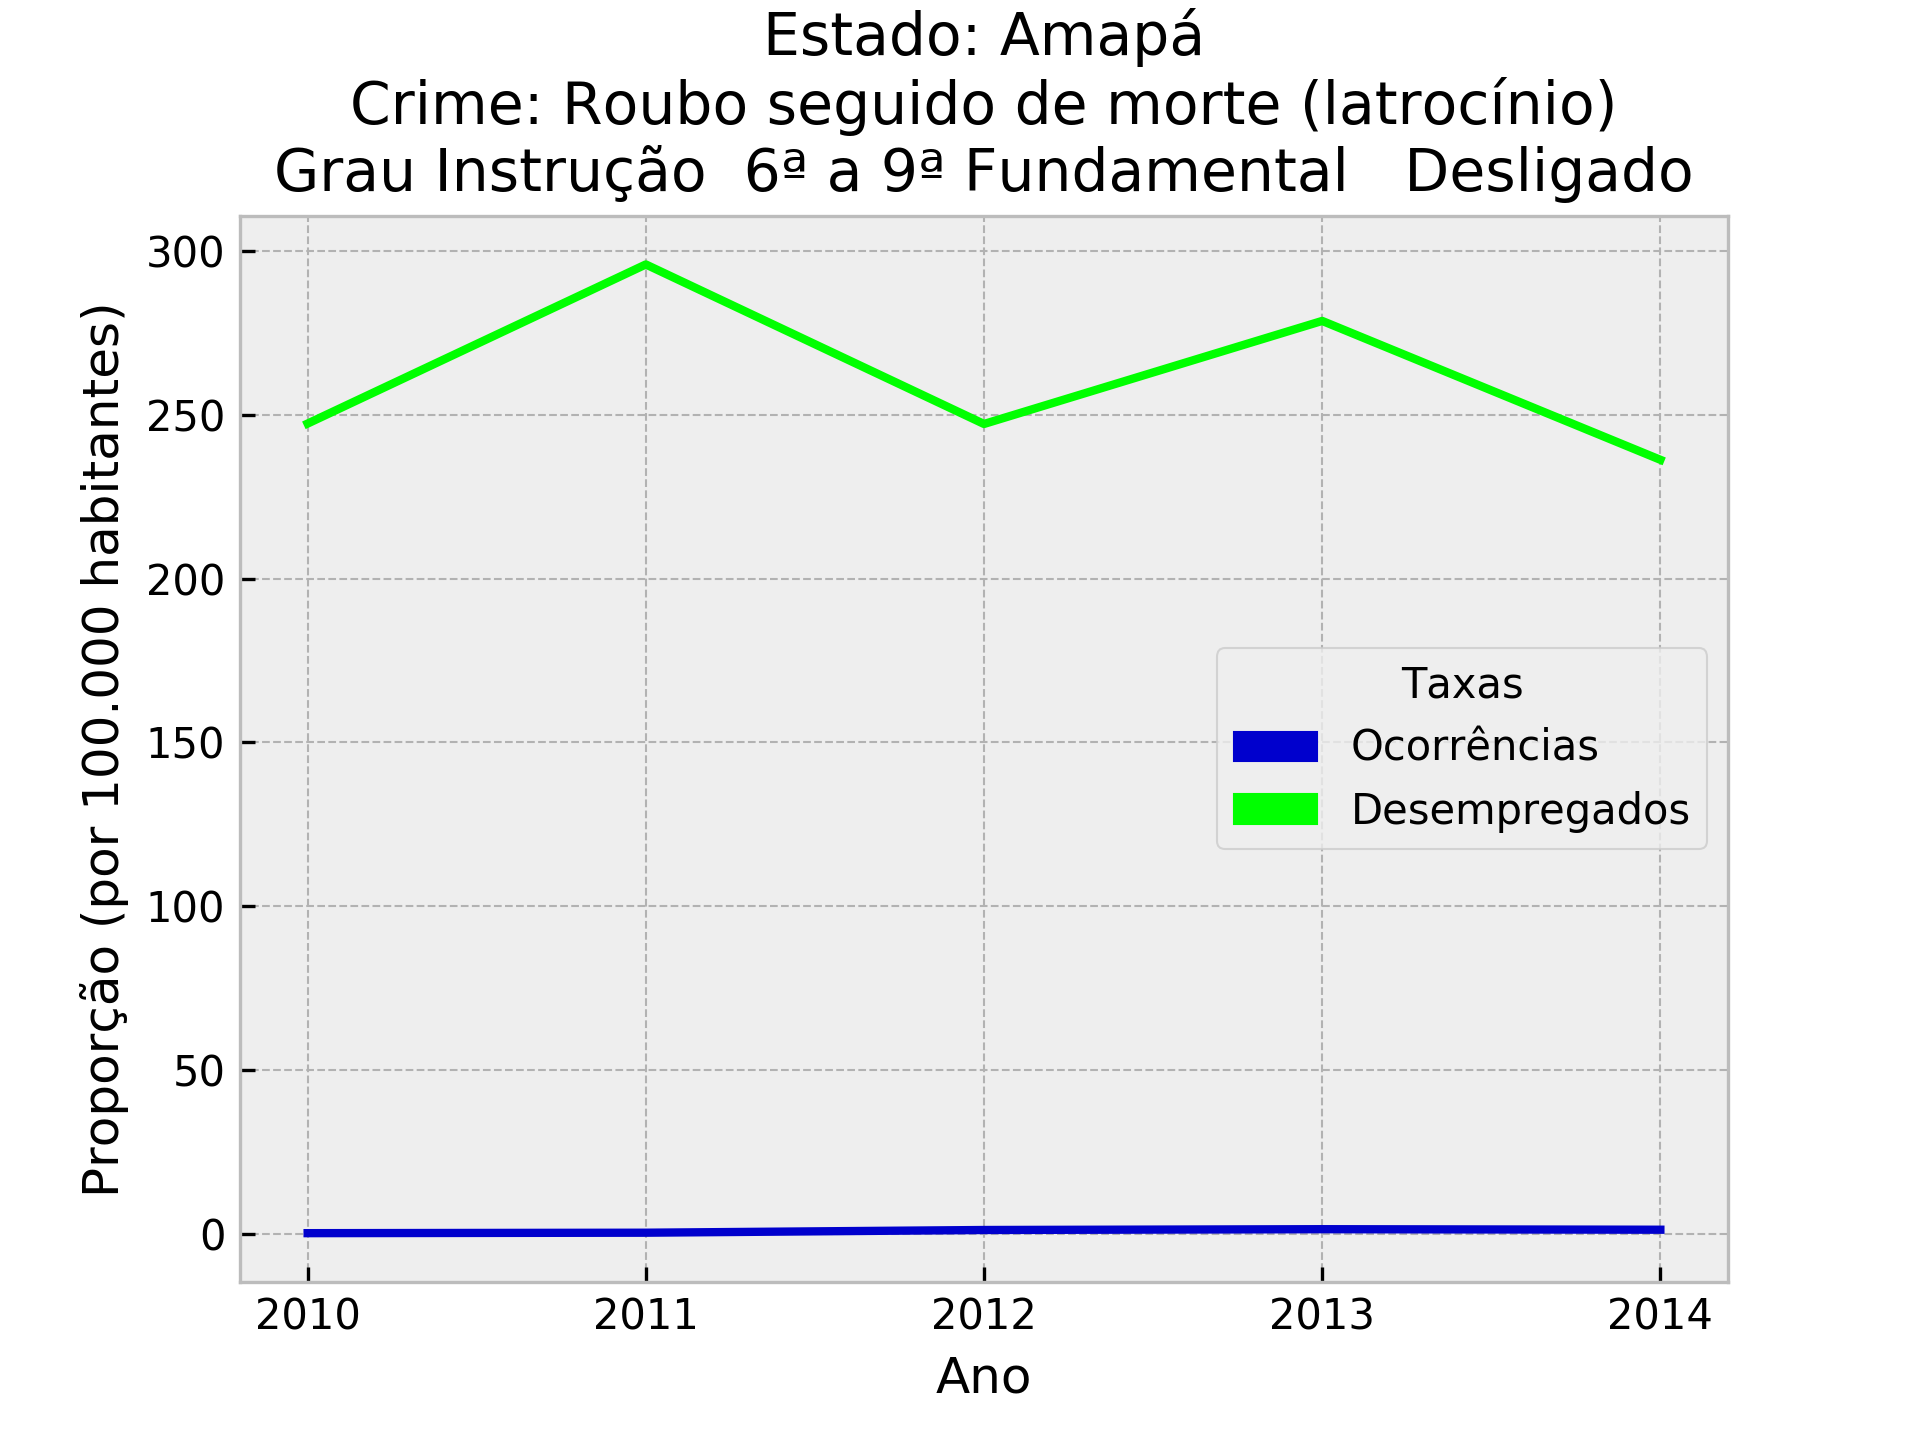 Estado: Amapá
Crime: Roubo seguido de morte (latrocínio)
Grau Instrução  6ª a 9ª Fundamental   Desligado
Proporção (por 100.000 habitantes)
300
250
200
150
100
50
0
Taxas
Ocorrências
Desempregados
2010 2011 2012 2013 2014
Ano